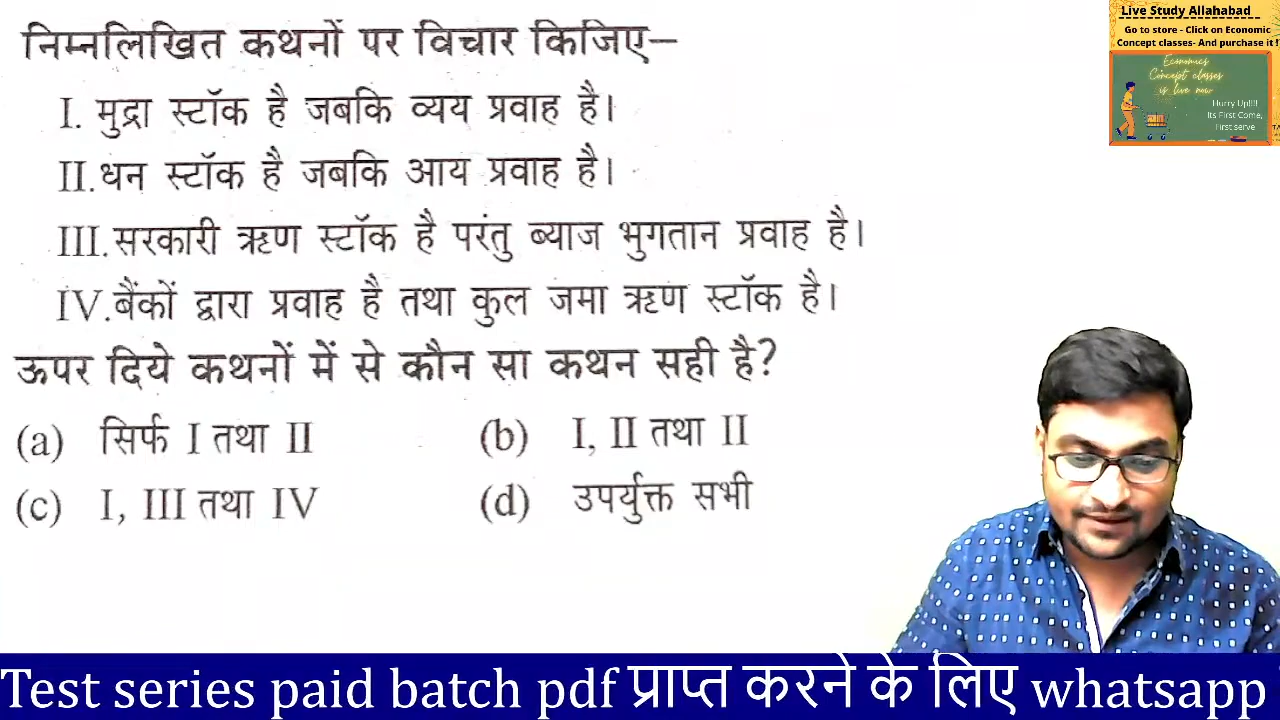 निम्नलिखित कथनों पर विचार किजिए–
I. मुद्रा स्टॉक है जबकि व्यय प्रवाह है।
II. धन स्टॉक है जबकि आय प्रवाह है।
III. सरकारी ऋण स्टॉक है परंतु ब्याज भुगतान प्रवाह है।
IV. बैंकों द्वारा प्रवाह है तथा कुल जमा ऋण स्टॉक है।
ऊपर दिये कथनों में से कौन सा कथन सही है?
(a) सिर्फ I तथा II (b) I, II तथा II
(c) I, III तथा IV (d) उपर्युक्त सभी
Live Study Allahabad
Go to store - Click on Economic
Concept classes- And purchase it !
Economics
Concept classes
is live now
Hurry Up!!!!
Its First Come,
First serve
Test series paid batch pdf प्राप्त करने के लिए whatsapp